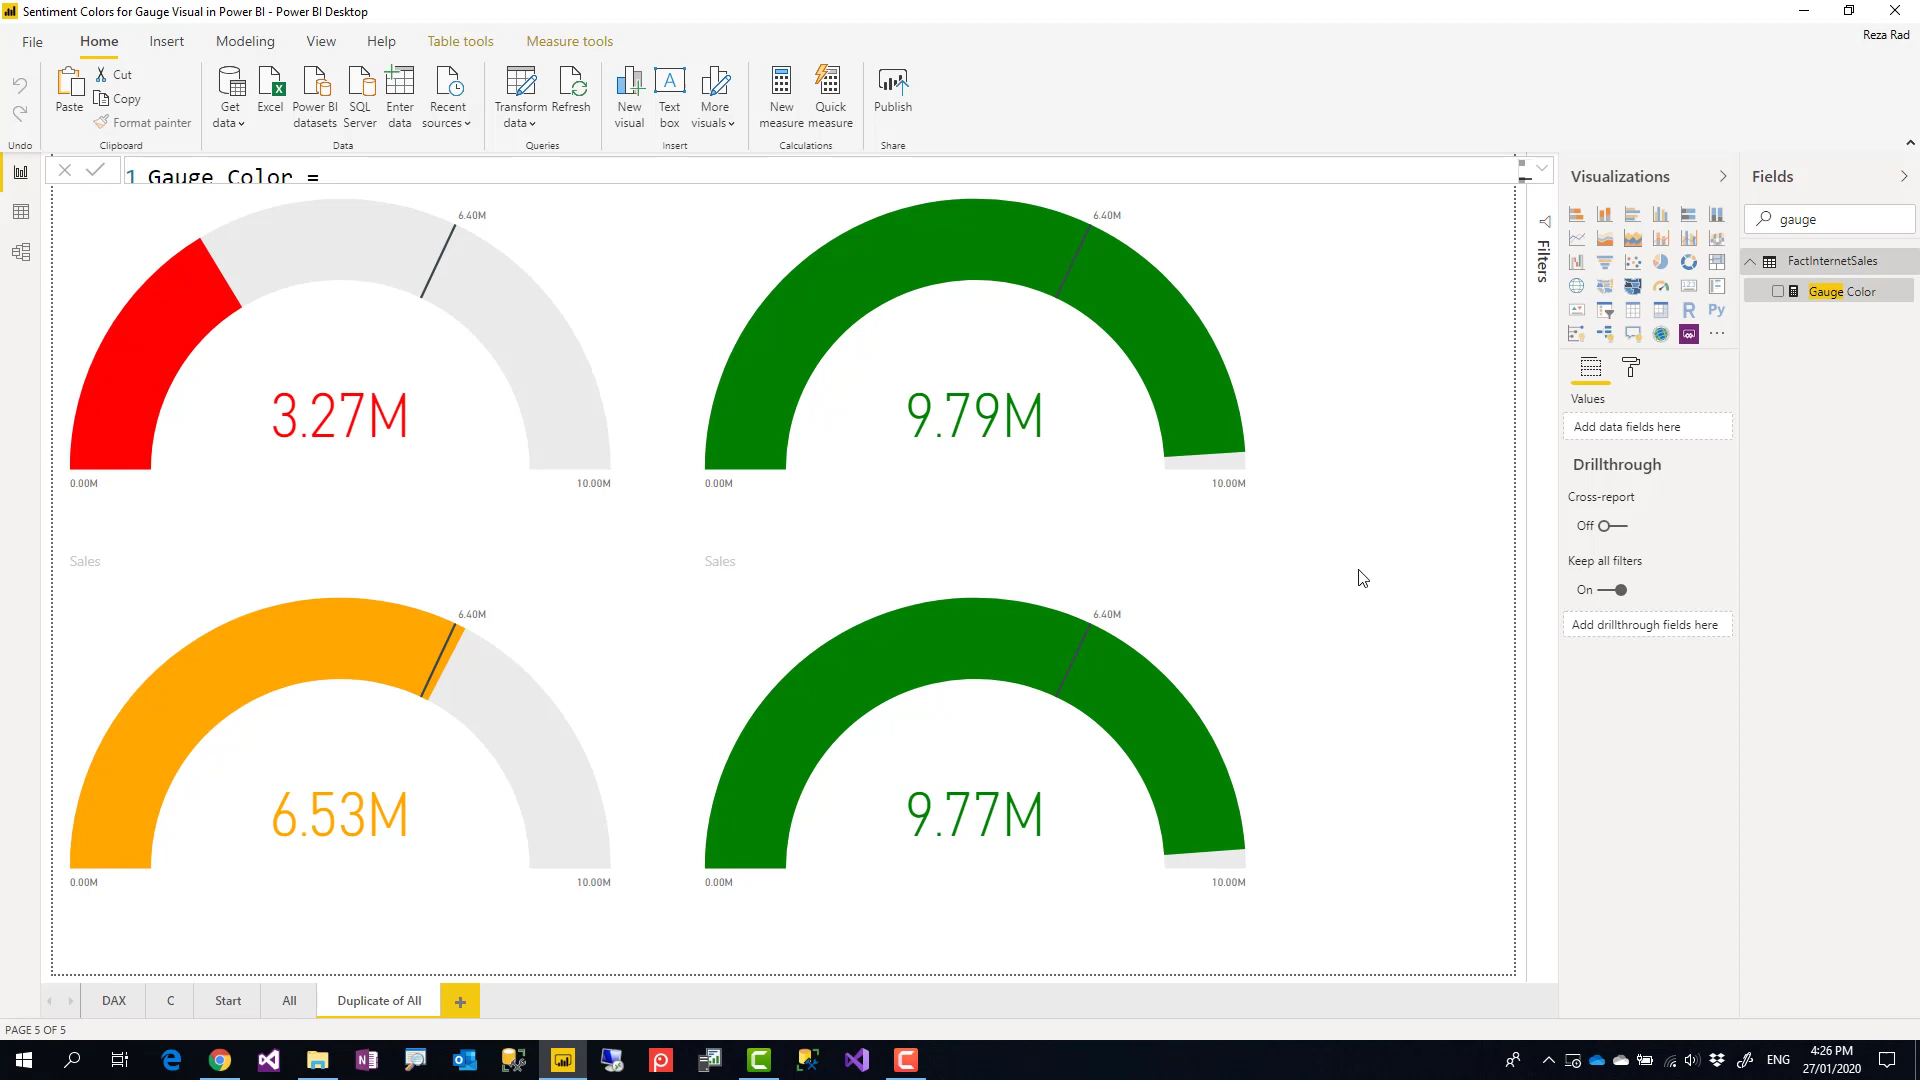 Sentiment Colors for Gauge Visual in Power BI - Power BI Desktop
Reza Rad
File Home Insert Modeling View Help Table tools Measure tools
Paste
Cut
Copy
Format painter
Get data
Excel
Power BI datasets
SQL Server
Enter data
Recent sources
Transform data
Refresh
New visual
A
Text box
More visuals
New measure
Quick measure
Publish
Undo Clipboard Data Queries Insert Calculations Share
1 Gauge Color =
6.40M
3.27M
0.00M 10.00M
6.40M
9.79M
0.00M 10.00M
Sales
6.40M
6.53M
0.00M 10.00M
Sales
6.40M
9.77M
0.00M 10.00M
Filters
Visualizations
R Py
Values
Add data fields here
Drillthrough
Cross-report
Off
Keep all filters
On
Add drillthrough fields here
Fields
gauge
FactInternetSales
Gauge Color
DAX C Start All Duplicate of All +
PAGE 5 OF 5
ENG
4:26 PM
27/01/2020